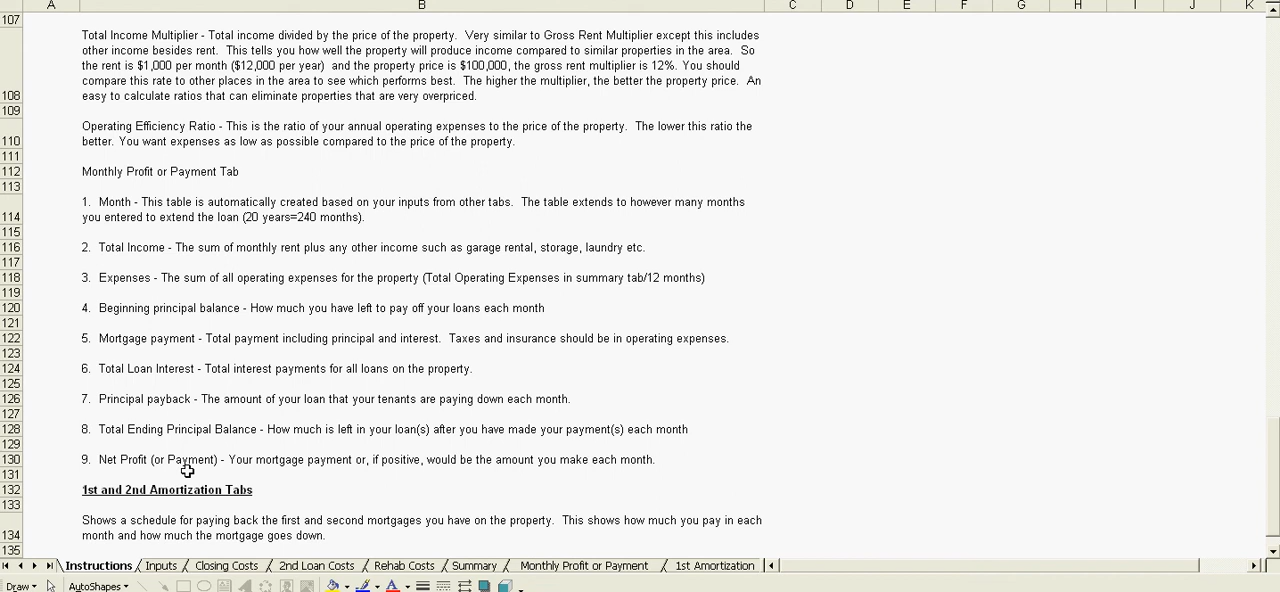 A B C D E F G H I J K
107
Total Income Multiplier - Total income divided by the price of the property. Very similar to Gross Rent Multiplier except this includes
other income besides rent. This tells you how well the property will produce income compared to similar properties in the area. So
the rent is $1,000 per month ($12,000 per year) and the property price is $100,000, the gross rent multiplier is 12%. You should
compare this rate to other places in the area to see which performs best. The higher the multiplier, the better the property price. An
108 easy to calculate ratios that can eliminate properties that are very overpriced.
109
Operating Efficiency Ratio - This is the ratio of your annual operating expenses to the price of the property. The lower this ratio the
110 better. You want expenses as low as possible compared to the price of the property.
111
112 Monthly Profit or Payment Tab
113
1. Month - This table is automatically created based on your inputs from other tabs. The table extends to however many months
114 you entered to extend the loan (20 years=240 months).
115
116 2. Total Income - The sum of monthly rent plus any other income such as garage rental, storage, laundry etc.
117
118 3. Expenses - The sum of all operating expenses for the property (Total Operating Expenses in summary tab/12 months)
119
120 4. Beginning principal balance - How much you have left to pay off your loans each month
121
122 5. Mortgage payment - Total payment including principal and interest. Taxes and insurance should be in operating expenses.
123
124 6. Total Loan Interest - Total interest payments for all loans on the property.
125
126 7. Principal payback - The amount of your loan that your tenants are paying down each month.
127
128 8. Total Ending Principal Balance - How much is left in your loan(s) after you have made your payment(s) each month
129
130 9. Net Profit (or Payment) - Your mortgage payment or, if positive, would be the amount you make each month.
131
132 1st and 2nd Amortization Tabs
133
Shows a schedule for paying back the first and second mortgages you have on the property. This shows how much you pay in each
134 month and how much the mortgage goes down.
135
Instructions Inputs Closing Costs 2nd Loan Costs Rehab Costs Summary Monthly Profit or Payment 1st Amortization
Draw AutoShapes A